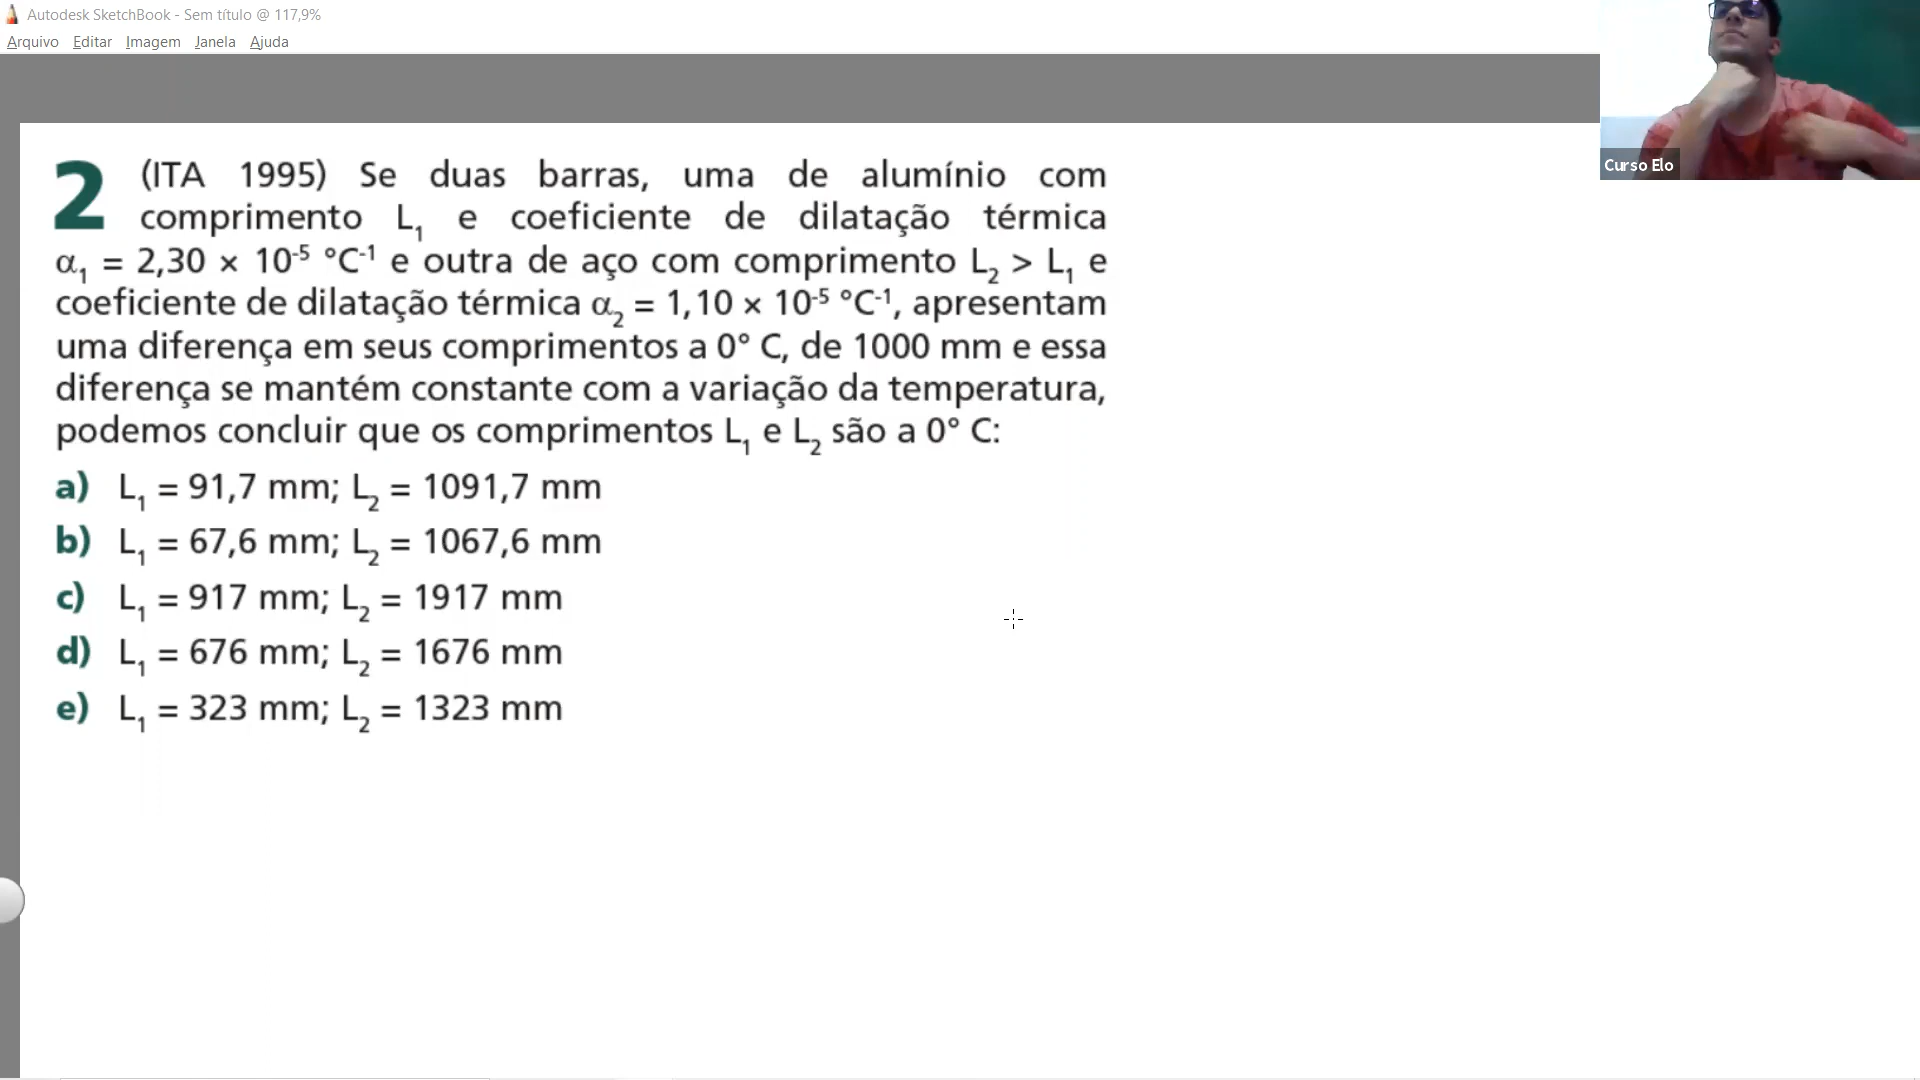 Autodesk SketchBook - Sem título @ 117,9%
Arquivo Editar Imagem Janela Ajuda
Curso Elo
2 (ITA 1995) Se duas barras, uma de alumínio com
comprimento L₁ e coeficiente de dilatação térmica
α₁ = 2,30 × 10⁻⁵ °C⁻¹ e outra de aço com comprimento L₂ > L₁ e
coeficiente de dilatação térmica α₂ = 1,10 × 10⁻⁵ °C⁻¹, apresentam
uma diferença em seus comprimentos a 0° C, de 1000 mm e essa
diferença se mantém constante com a variação da temperatura,
podemos concluir que os comprimentos L₁ e L₂ são a 0° C:
a) L₁ = 91,7 mm; L₂ = 1091,7 mm
b) L₁ = 67,6 mm; L₂ = 1067,6 mm
c) L₁ = 917 mm; L₂ = 1917 mm
d) L₁ = 676 mm; L₂ = 1676 mm
e) L₁ = 323 mm; L₂ = 1323 mm